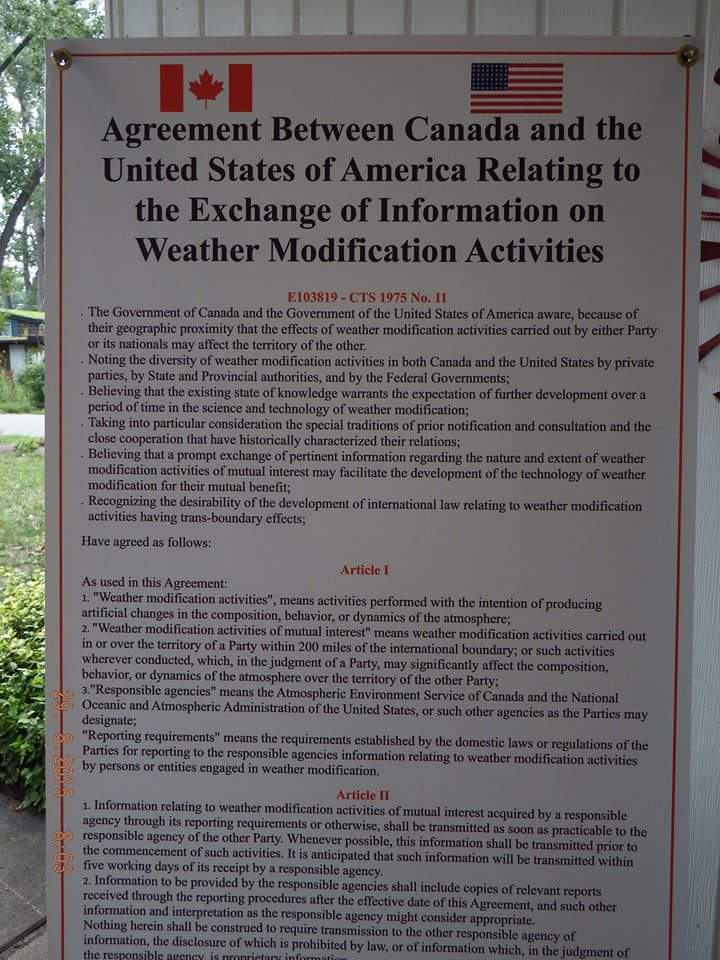 Agreement Between Canada and the
United States of America Relating to
the Exchange of Information on
Weather Modification Activities
E103819 - CTS 1975 No. 11
. The Government of Canada and the Government of the United States of America aware, because of
their geographic proximity that the effects of weather modification activities carried out by either Party
or its nationals may affect the territory of the other.
. Noting the diversity of weather modification activities in both Canada and the United States by private
parties, by State and Provincial authorities, and by the Federal Governments;
. Believing that the existing state of knowledge warrants the expectation of further development over a
period of time in the science and technology of weather modification;
. Taking into particular consideration the special traditions of prior notification and consultation and the
close cooperation that have historically characterized their relations;
. Believing that a prompt exchange of pertinent information regarding the nature and extent of weather
modification activities of mutual interest may facilitate the development of the technology of weather
modification for their mutual benefit;
. Recognizing the desirability of the development of international law relating to weather modification
activities having trans-boundary effects;
Have agreed as follows:
Article I
As used in this Agreement:
1. "Weather modification activities", means activities performed with the intention of producing
artificial changes in the composition, behavior, or dynamics of the atmosphere;
2. "Weather modification activities of mutual interest" means weather modification activities carried out
in or over the territory of a Party within 200 miles of the international boundary; or such activities
wherever conducted, which, in the judgment of a Party, may significantly affect the composition,
behavior, or dynamics of the atmosphere over the territory of the other Party;
3."Responsible agencies" means the Atmospheric Environment Service of Canada and the National
Oceanic and Atmospheric Administration of the United States, or such other agencies as the Parties may
designate;
"Reporting requirements" means the requirements established by the domestic laws or regulations of the
Parties for reporting to the responsible agencies information relating to weather modification activities
by persons or entities engaged in weather modification.
Article II
1. Information relating to weather modification activities of mutual interest acquired by a responsible
agency through its reporting requirements or otherwise, shall be transmitted as soon as practicable to the
responsible agency of the other Party. Whenever possible, this information shall be transmitted prior to
the commencement of such activities. It is anticipated that such information will be transmitted within
five working days of its receipt by a responsible agency.
2. Information to be provided by the responsible agencies shall include copies of relevant reports
received through the reporting procedures after the effective date of this Agreement, and such other
information and interpretation as the responsible agency might consider appropriate.
Nothing herein shall be construed to require transmission to the other responsible agency of
information, the disclosure of which is prohibited by law, or of information which, in the judgment of
the responsible agency, is proprietary information.
29. 8. 2015 8:03